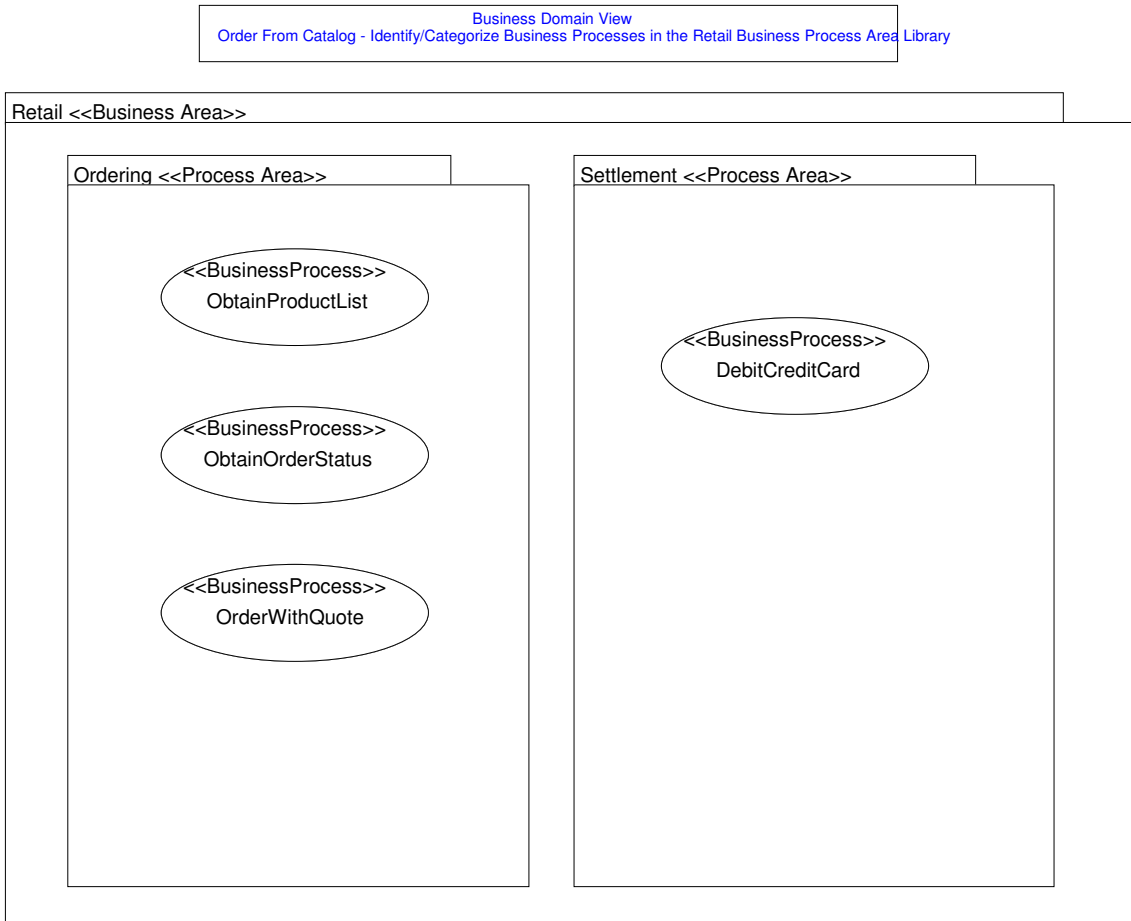 Business Domain View
Order From Catalog - Identify/Categorize Business Processes in the Retail Business Process Area Library
Retail <<Business Area>>
Ordering <<Process Area>>
<<BusinessProcess>>
ObtainProductList
<<BusinessProcess>>
ObtainOrderStatus
<<BusinessProcess>>
OrderWithQuote
Settlement <<Process Area>>
<<BusinessProcess>>
DebitCreditCard